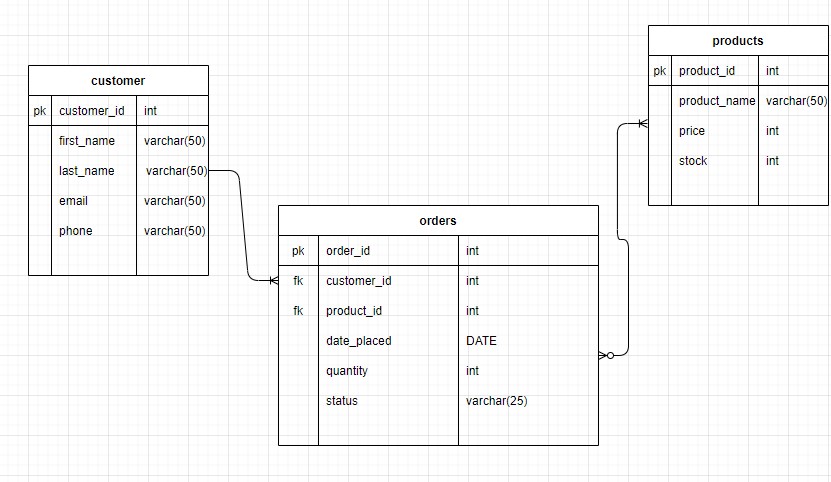 customer
pk customer_id int
first_name varchar(50)
last_name varchar(50)
email varchar(50)
phone varchar(50)
orders
pk order_id int
fk customer_id int
fk product_id int
date_placed DATE
quantity int
status varchar(25)
products
pk product_id int
product_name varchar(50)
price int
stock int